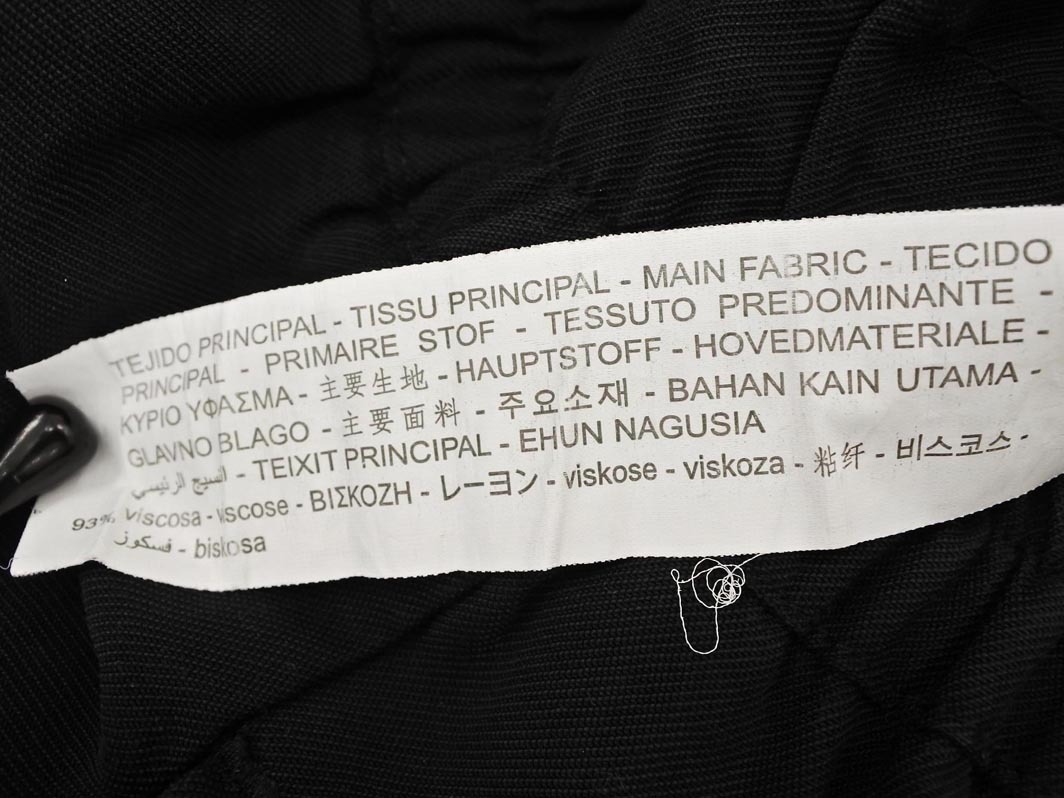 TEJIDO PRINCIPAL - TISSU PRINCIPAL - MAIN FABRIC - TECIDO
PRINCIPAL - PRIMAIRE STOF - TESSUTO PREDOMINANTE -
ΚΥΡΙΟ ΥΦΑΣΜΑ - 主要生地 - HAUPTSTOFF - HOVEDMATERIALE -
GLAVNO BLAGO - 主要面料 - 주요소재 - BAHAN KAIN UTAMA -
النسيج الرئيسي - TEIXIT PRINCIPAL - EHUN NAGUSIA
93% viscosa - viscose - ΒΙΣΚΟΖΗ - レーヨン - viskose - viskoza - 粘纤 - 비스코스 -
فسكوز - biskosa